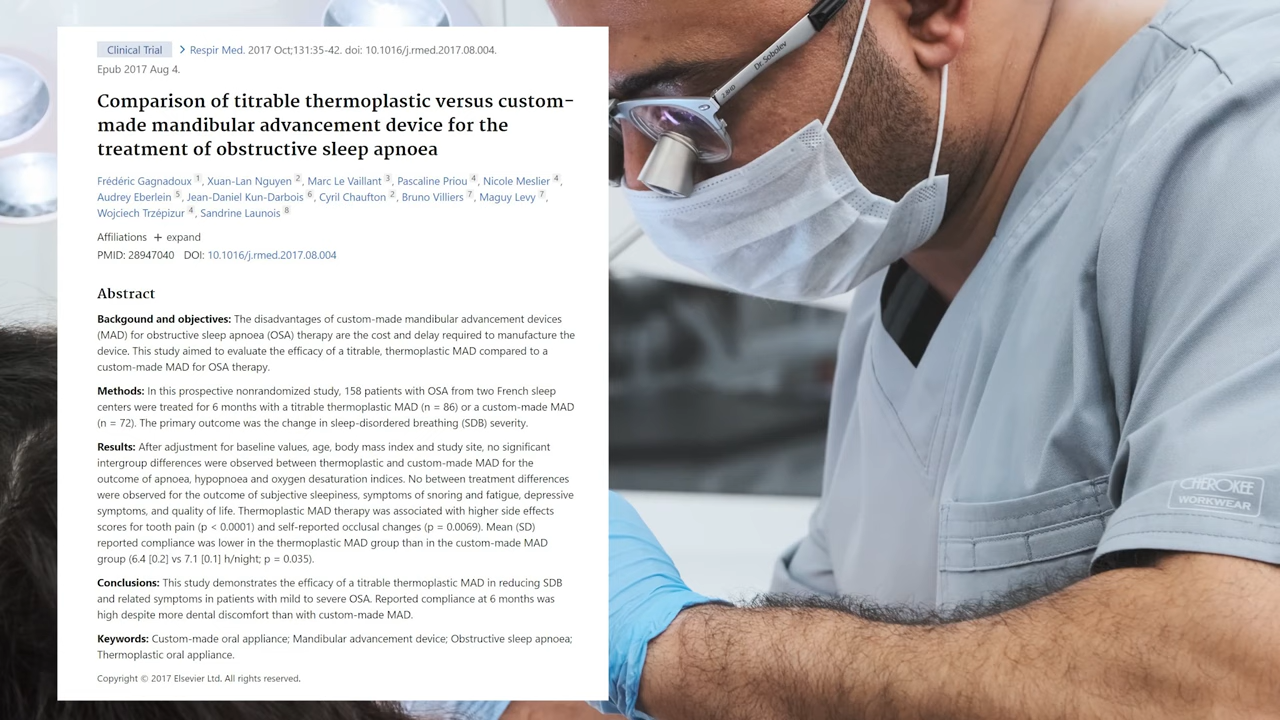 Clinical Trial > Respir Med. 2017 Oct;131:35-42. doi: 10.1016/j.rmed.2017.08.004.
Epub 2017 Aug 4.
Comparison of titrable thermoplastic versus custom-
made mandibular advancement device for the
treatment of obstructive sleep apnoea
Frédéric Gagnadoux 1, Xuan-Lan Nguyen 2, Marc Le Vaillant 3, Pascaline Priou 4, Nicole Meslier 4,
Audrey Eberlein 5, Jean-Daniel Kun-Darbois 6, Cyril Chaufton 2, Bruno Villiers 7, Maguy Levy 7,
Wojciech Trzépizur 4, Sandrine Launois 8
Affiliations + expand
PMID: 28947040 DOI: 10.1016/j.rmed.2017.08.004
Abstract
Backgound and objectives: The disadvantages of custom-made mandibular advancement devices
(MAD) for obstructive sleep apnoea (OSA) therapy are the cost and delay required to manufacture the
device. This study aimed to evaluate the efficacy of a titrable, thermoplastic MAD compared to a
custom-made MAD for OSA therapy.
Methods: In this prospective nonrandomized study, 158 patients with OSA from two French sleep
centers were treated for 6 months with a titrable thermoplastic MAD (n = 86) or a custom-made MAD
(n = 72). The primary outcome was the change in sleep-disordered breathing (SDB) severity.
Results: After adjustment for baseline values, age, body mass index and study site, no significant
intergroup differences were observed between thermoplastic and custom-made MAD for the
outcome of apnoea, hypopnoea and oxygen desaturation indices. No between treatment differences
were observed for the outcome of subjective sleepiness, symptoms of snoring and fatigue, depressive
symptoms, and quality of life. Thermoplastic MAD therapy was associated with higher side effects
scores for tooth pain (p < 0.0001) and self-reported occlusal changes (p = 0.0069). Mean (SD)
reported compliance was lower in the thermoplastic MAD group than in the custom-made MAD
group (6.4 [0.2] vs 7.1 [0.1] h/night; p = 0.035).
Conclusions: This study demonstrates the efficacy of a titrable thermoplastic MAD in reducing SDB
and related symptoms in patients with mild to severe OSA. Reported compliance at 6 months was
high despite more dental discomfort than with custom-made MAD.
Keywords: Custom-made oral appliance; Mandibular advancement device; Obstructive sleep apnoea;
Thermoplastic oral appliance.
Copyright © 2017 Elsevier Ltd. All rights reserved.
Dr. Sobolev
CHEROKEE
WORKWEAR